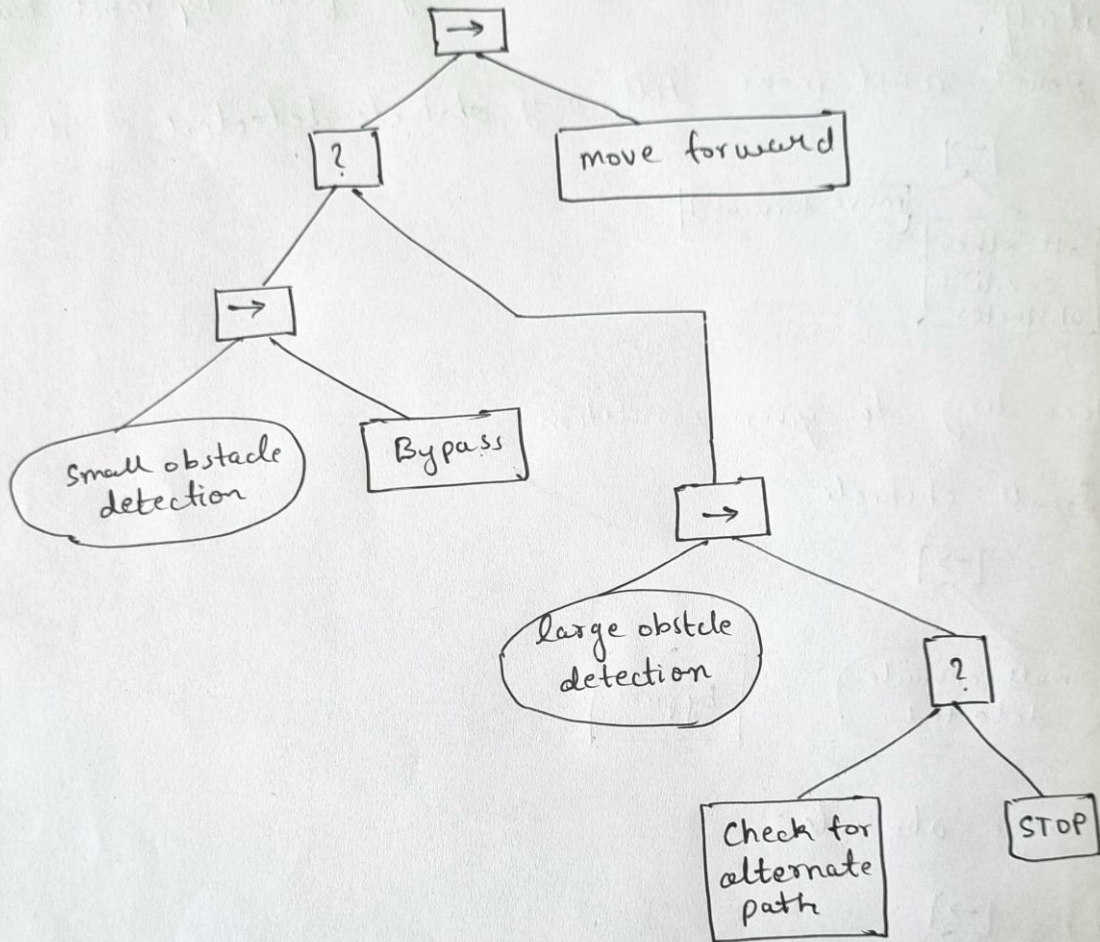 →
?
move forward
→
Small obstacle
detection
Bypass
→
large obstcle
detection
?
Check for
alternate
path
STOP